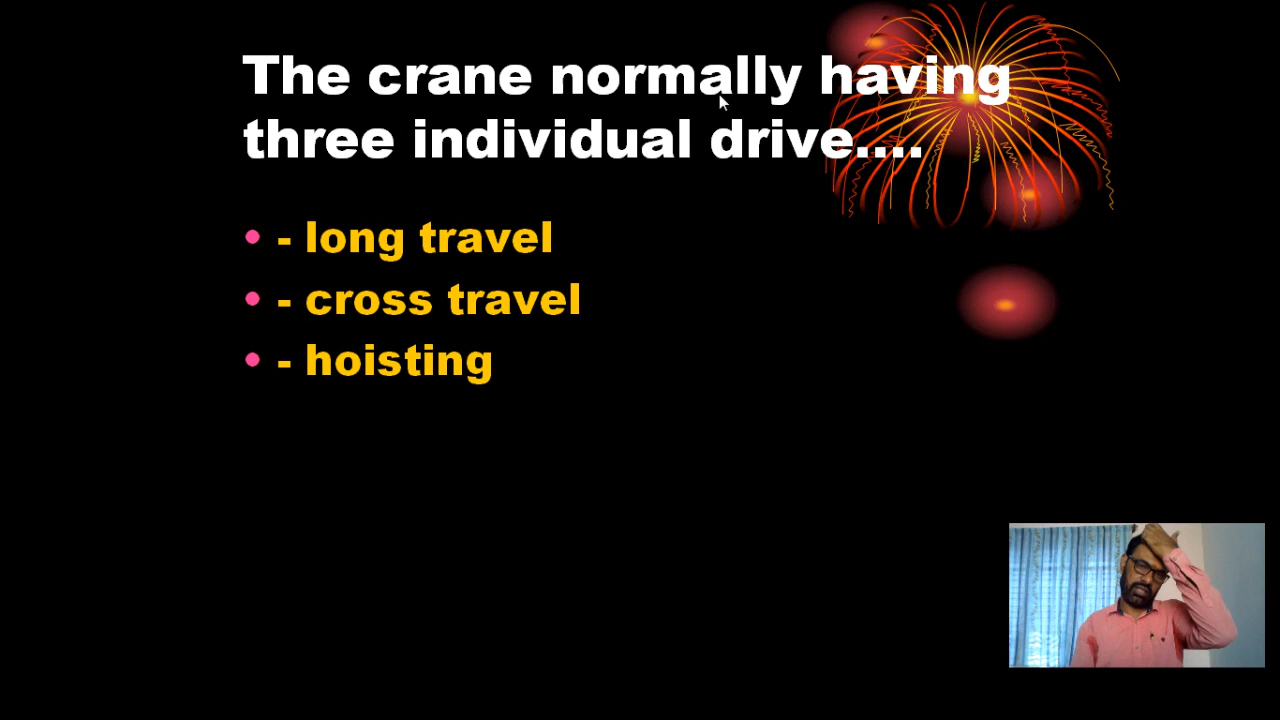 The crane normally having
three individual drive....
• - long travel
• - cross travel
• - hoisting